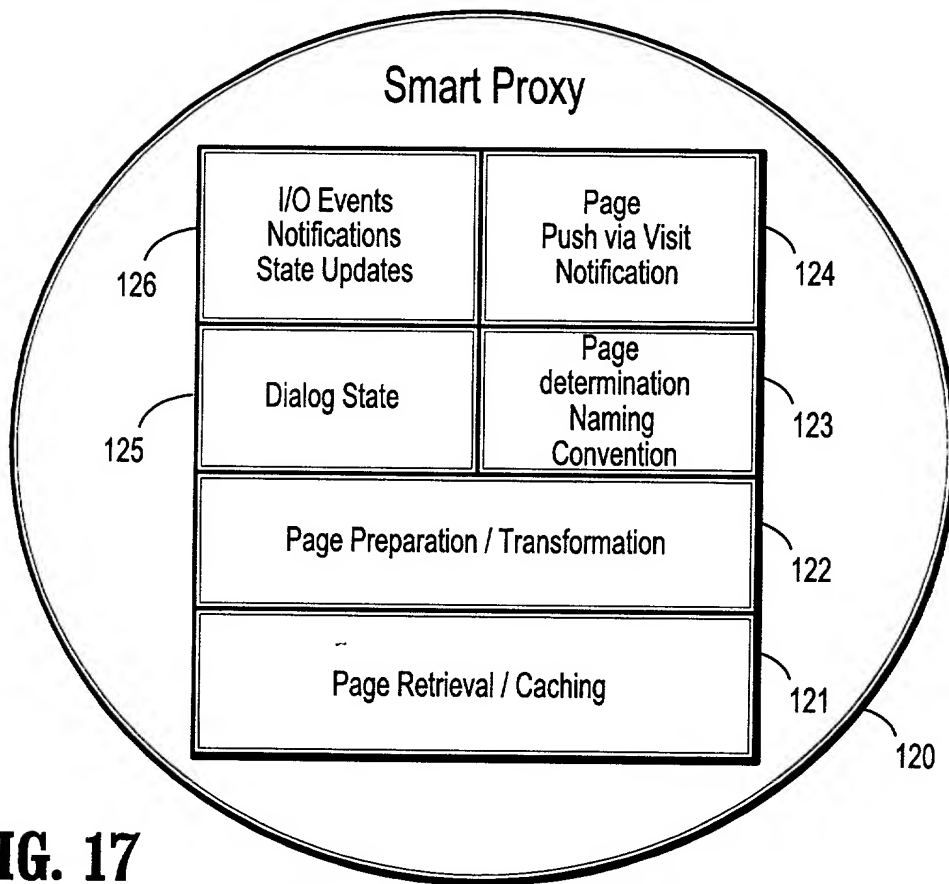 Smart Proxy
I/O Events
Notifications
State Updates
Page
Push via Visit
Notification
126
124
Dialog State
Page
determination
Naming
Convention
125
123
Page Preparation / Transformation
122
Page Retrieval / Caching
121
120
IG. 17